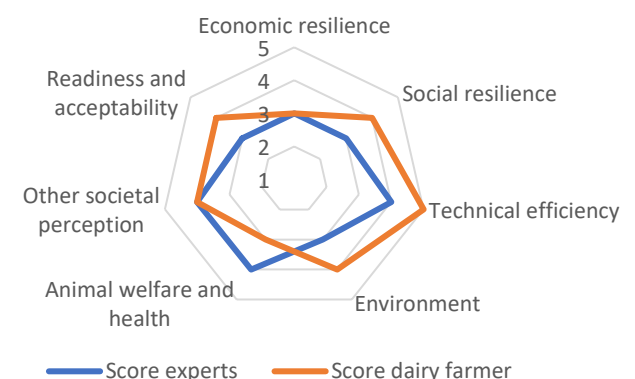 Economic resilience
5
Readiness and
acceptability
4
Social resilience
3
2
1
Other societal
perception
Technical efficiency
Animal welfare and
health
Environment
Score experts
Score dairy farmer